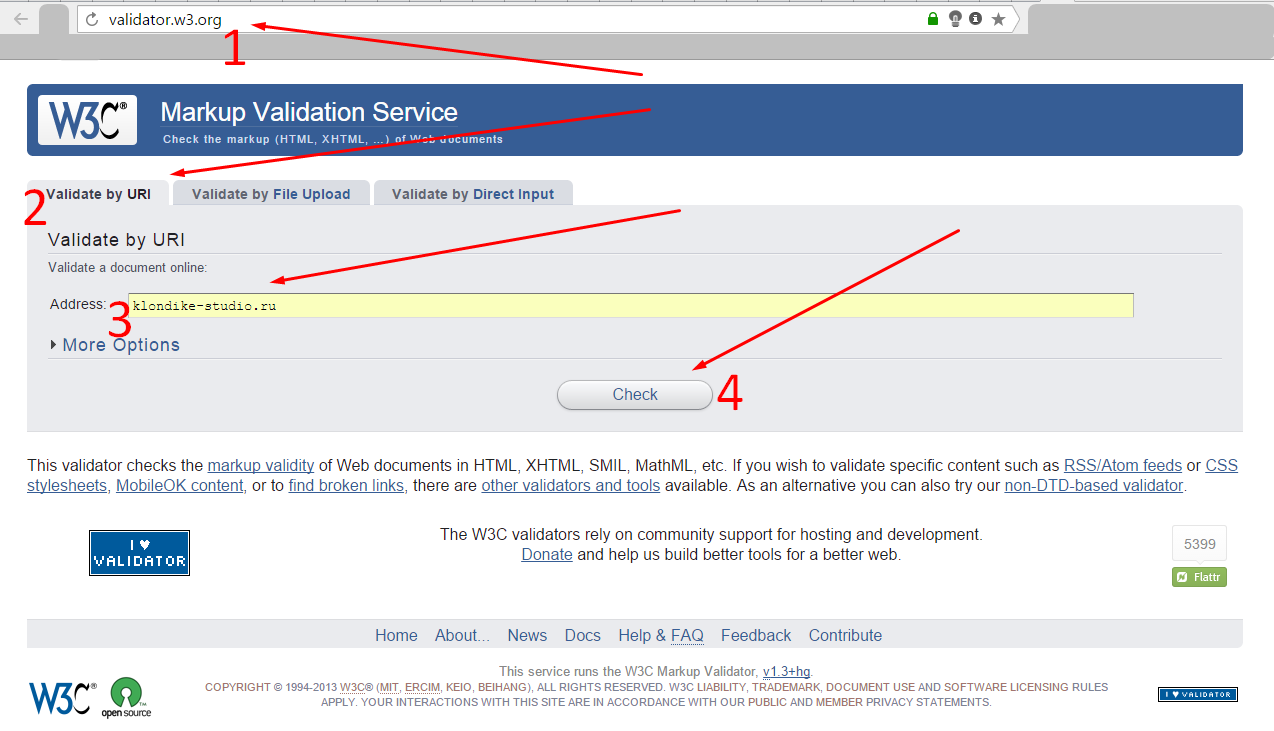 validator.w3.org
1
W3C®
Markup Validation Service
Check the markup (HTML, XHTML, …) of Web documents
2
Validate by URI
Validate by File Upload
Validate by Direct Input
Validate by URI
Validate a document online:
Address:
3
klondike-studio.ru
More Options
Check
4
This validator checks the markup validity of Web documents in HTML, XHTML, SMIL, MathML, etc. If you wish to validate specific content such as RSS/Atom feeds or CSS
stylesheets, MobileOK content, or to find broken links, there are other validators and tools available. As an alternative you can also try our non-DTD-based validator.
I ♥
VALIDATOR
The W3C validators rely on community support for hosting and development.
Donate and help us build better tools for a better web.
5399
Flattr
Home About... News Docs Help & FAQ Feedback Contribute
W3C®
open source
This service runs the W3C Markup Validator, v1.3+hg.
COPYRIGHT © 1994-2013 W3C® (MIT, ERCIM, KEIO, BEIHANG), ALL RIGHTS RESERVED. W3C LIABILITY, TRADEMARK, DOCUMENT USE AND SOFTWARE LICENSING RULES
APPLY. YOUR INTERACTIONS WITH THIS SITE ARE IN ACCORDANCE WITH OUR PUBLIC AND MEMBER PRIVACY STATEMENTS.
I ♥ VALIDATOR